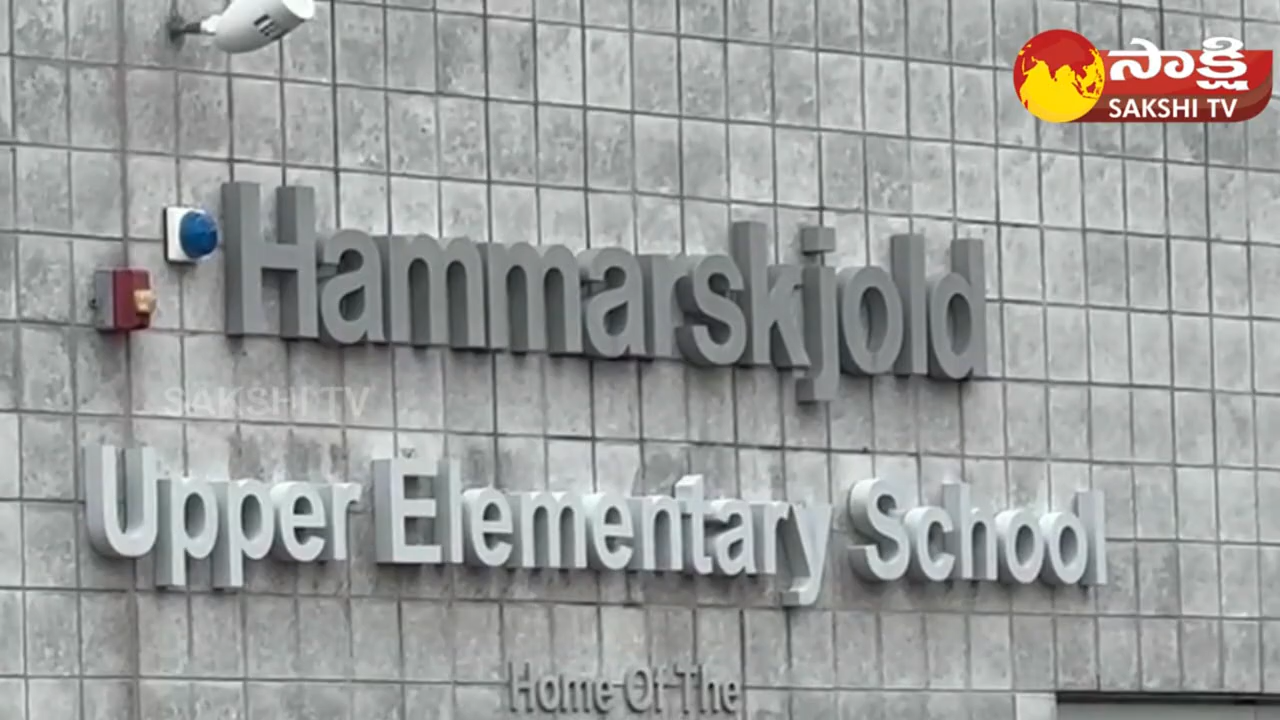 సాక్షి
SAKSHI TV
Hammarskjold
SAKSHI TV
Upper Elementary School
Home Of The